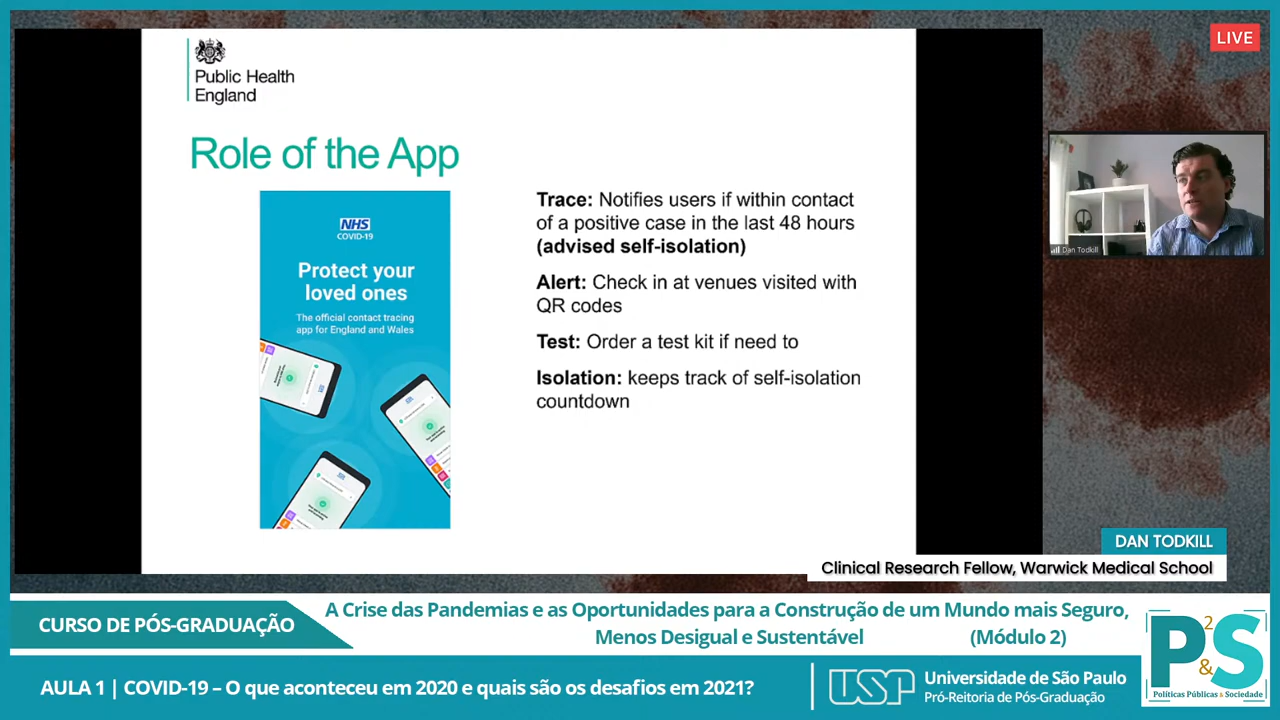 LIVE
Public Health
England
Role of the App
NHS
COVID-19
Protect your
loved ones
The official contact tracing
app for England and Wales
Trace: Notifies users if within contact
of a positive case in the last 48 hours
(advised self-isolation)
Alert: Check in at venues visited with
QR codes
Test: Order a test kit if need to
Isolation: keeps track of self-isolation
countdown
Dan Todkill
DAN TODKILL
Clinical Research Fellow, Warwick Medical School
CURSO DE PÓS-GRADUAÇÃO
A Crise das Pandemias e as Oportunidades para a Construção de um Mundo mais Seguro,
Menos Desigual e Sustentável (Módulo 2)
AULA 1 | COVID-19 – O que aconteceu em 2020 e quais são os desafios em 2021?
USP
Universidade de São Paulo
Pró-Reitoria de Pós-Graduação
P2&S
Políticas Públicas & Sociedade